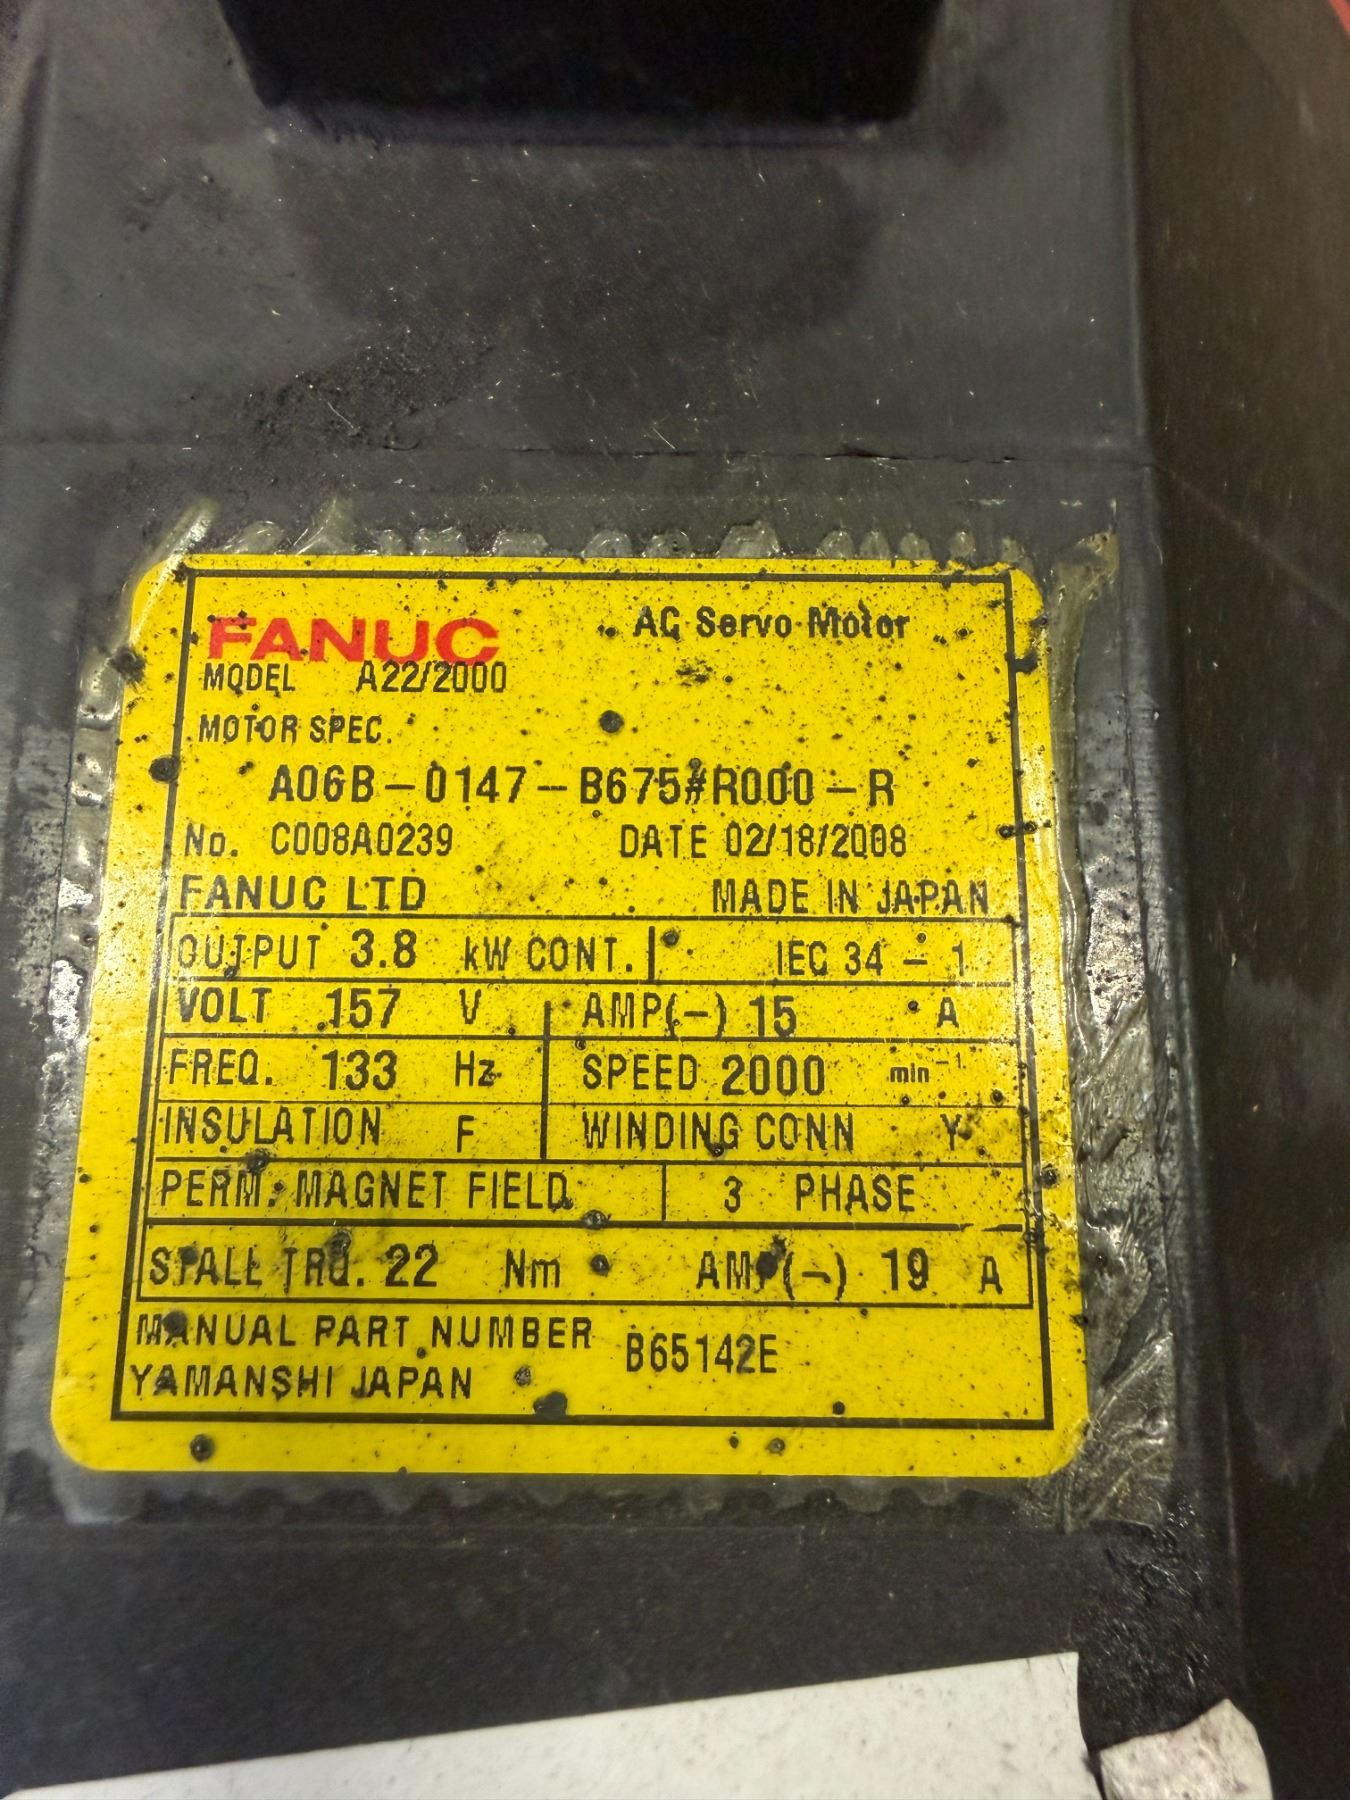 FANUC AC Servo Motor
MODEL A22/2000
MOTOR SPEC.
A06B-0147-B675#R000-R
No. C008A0239 DATE 02/18/2008
FANUC LTD MADE IN JAPAN
OUTPUT 3.8 kW CONT. IEC 34-1
VOLT 157 V AMP(~) 15 A
FREQ. 133 Hz SPEED 2000 min-1
INSULATION F WINDING CONN Y
PERM. MAGNET FIELD 3 PHASE
STALL TRQ. 22 Nm AMP(~) 19 A
MANUAL PART NUMBER B65142E
YAMANSHI JAPAN